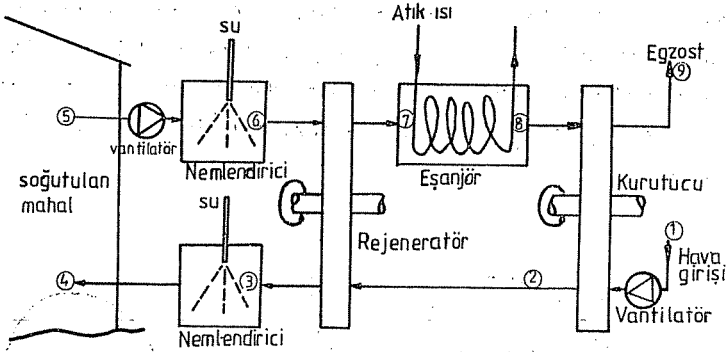 Atık ısı
su
Egzost
9
5
6
7
8
vantilatör
Nemlendirici
Eşanjör
soğutulan
mahal
su
Kurutucu
Rejeneratör
1
Hava
girişi
4
3
2
Vantilatör
Nemlendirici